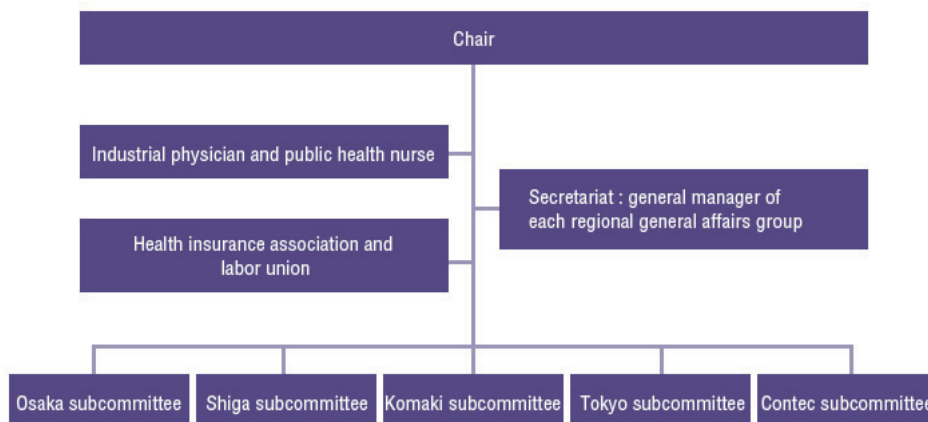 Chair
Industrial physician and public health nurse
Secretariat : general manager of
each regional general affairs group
Health insurance association and
labor union
Osaka subcommittee
Shiga subcommittee
Komaki subcommittee
Tokyo subcommittee
Contec subcommittee